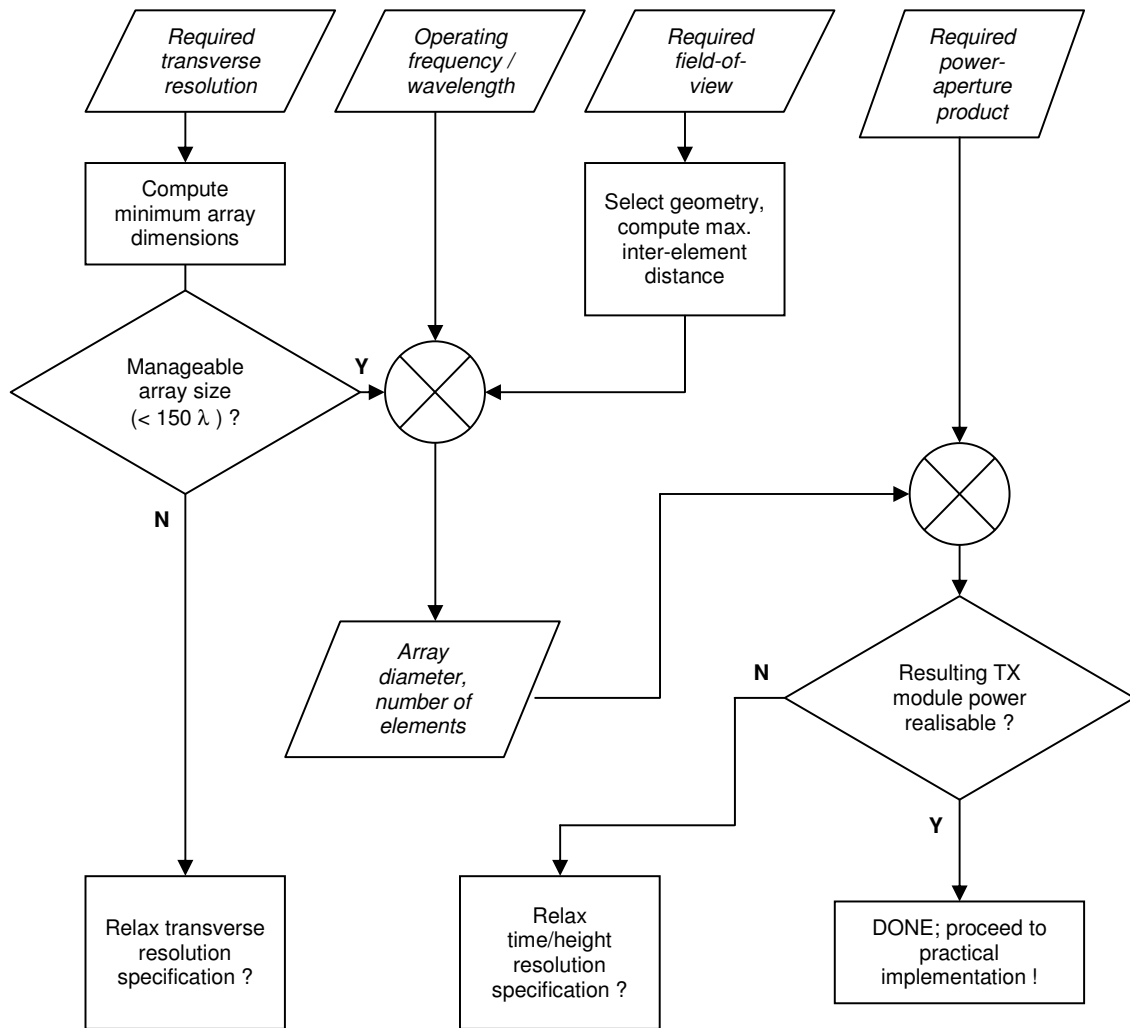 Required
transverse
resolution
Operating
frequency /
wavelength
Required
field-of-
view
Required
power-
aperture
product
Compute
minimum array
dimensions
Select geometry,
compute max.
inter-element
distance
Manageable
array size
(< 150 λ ) ?
Y
N
Array
diameter,
number of
elements
Resulting TX
module power
realisable ?
N
Y
Relax transverse
resolution
specification ?
Relax
time/height
resolution
specification ?
DONE; proceed to
practical
implementation !